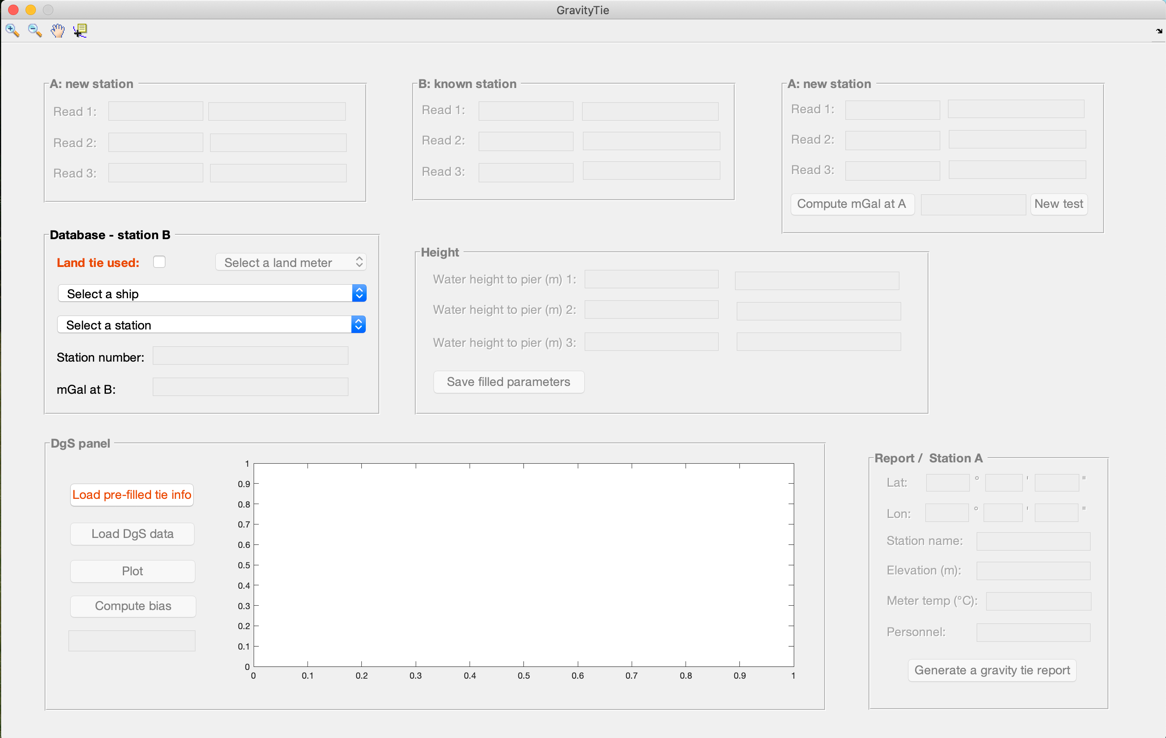 GravityTie
A: new station
Read 1:
Read 2:
Read 3:
B: known station
Read 1:
Read 2:
Read 3:
A: new station
Read 1:
Read 2:
Read 3:
Compute mGal at A
New test
Database - station B
Land tie used:
Select a land meter
Select a ship
Select a station
Station number:
mGal at B:
Height
Water height to pier (m) 1:
Water height to pier (m) 2:
Water height to pier (m) 3:
Save filled parameters
DgS panel
Load pre-filled tie info
Load DgS data
Plot
Compute bias
1
0.9
0.8
0.7
0.6
0.5
0.4
0.3
0.2
0.1
0
0 0.1 0.2 0.3 0.4 0.5 0.6 0.7 0.8 0.9 1
Report / Station A
Lat: ° ' "
Lon: ° ' "
Station name:
Elevation (m):
Meter temp (°C):
Personnel:
Generate a gravity tie report